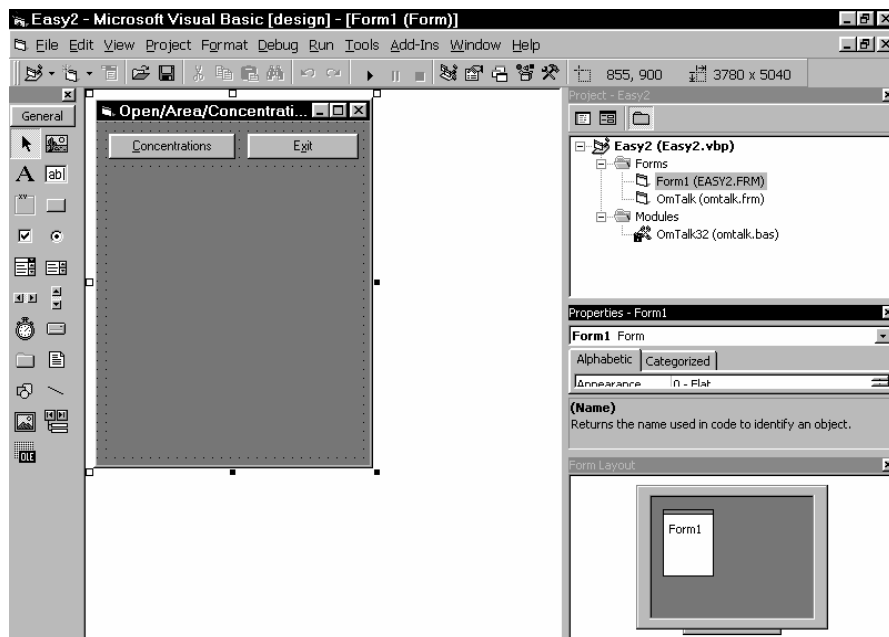 Easy2 - Microsoft Visual Basic [design] - [Form1 (Form)]
File Edit View Project Format Debug Run Tools Add-Ins Window Help
855, 900 3780 x 5040
General
A ab|
XY
OLE
Open/Area/Concentrati...
Concentrations Exit
Project - Easy2
Easy2 (Easy2.vbp)
Forms
Form1 (EASY2.FRM)
OmTalk (omtalk.frm)
Modules
OmTalk32 (omtalk.bas)
Properties - Form1
Form1 Form
Alphabetic Categorized
Appearance 0 - Flat
(Name)
Returns the name used in code to identify an object.
Form Layout
Form1